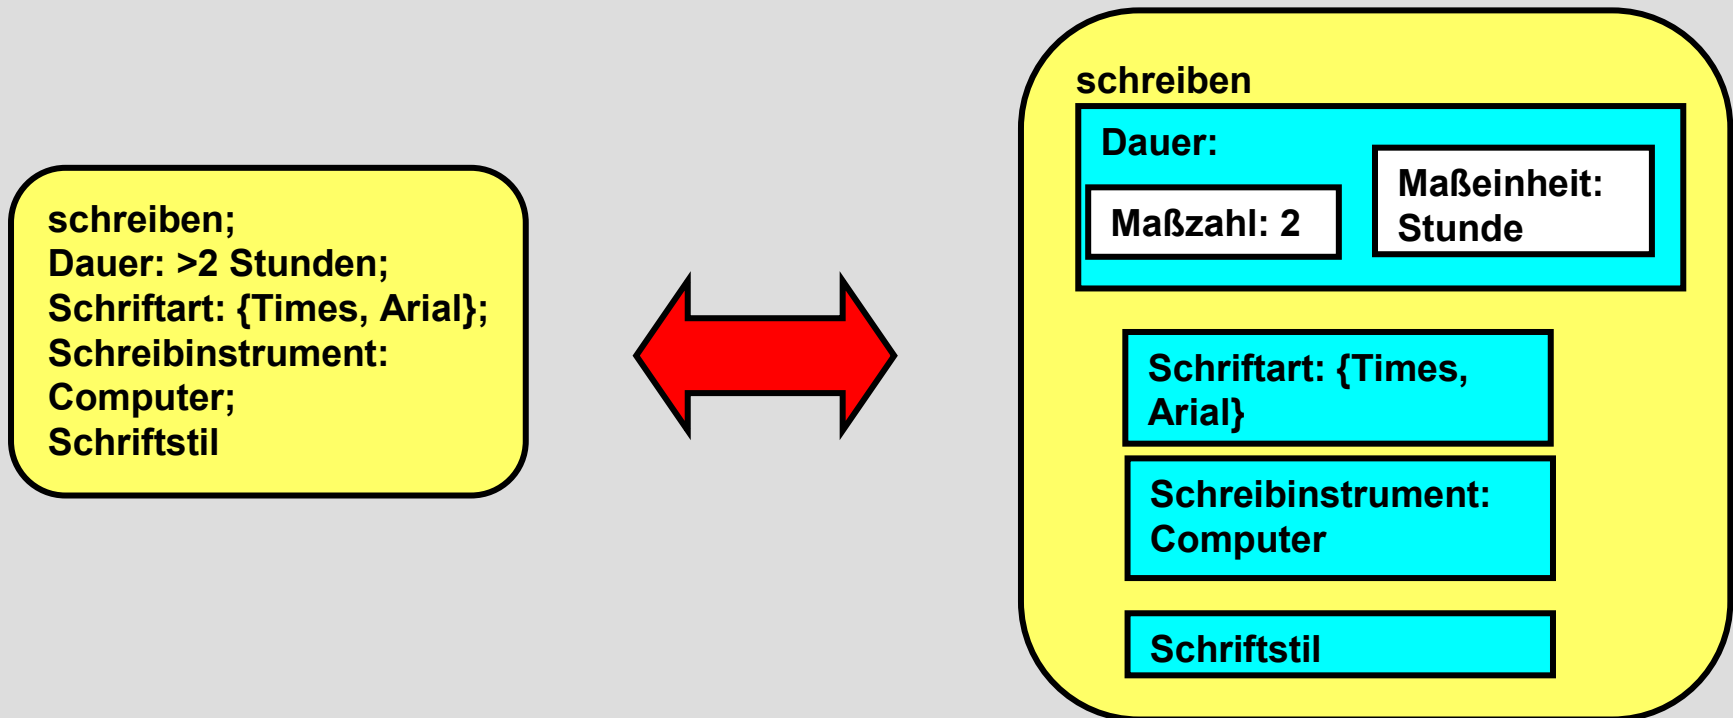 schreiben;
Dauer: >2 Stunden;
Schriftart: {Times, Arial};
Schreibinstrument:
Computer;
Schriftstil
schreiben
Dauer:
Maßzahl: 2
Maßeinheit:
Stunde
Schriftart: {Times,
Arial}
Schreibinstrument:
Computer
Schriftstil